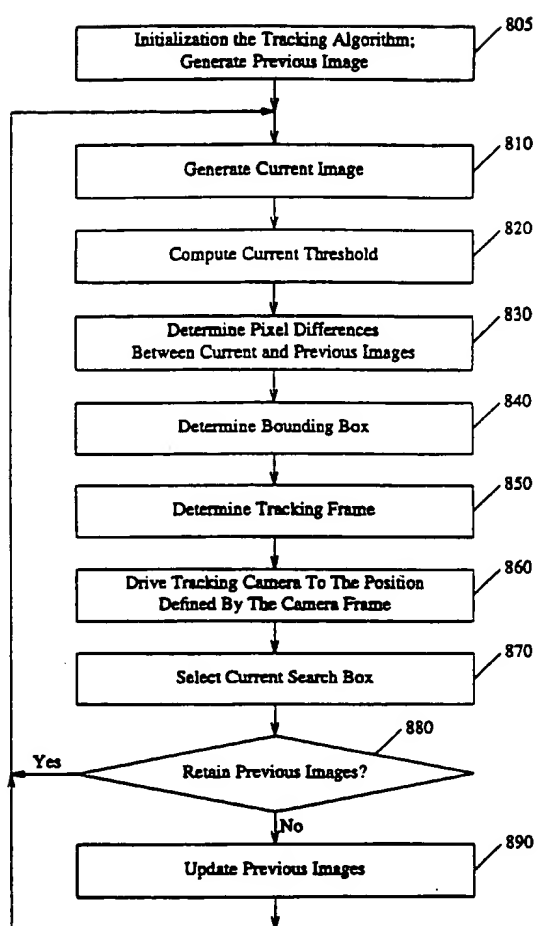 Initialization the Tracking Algorithm;
Generate Previous Image
805
Generate Current Image
810
Compute Current Threshold
820
Determine Pixel Differences
Between Current and Previous Images
830
Determine Bounding Box
840
Determine Tracking Frame
850
Drive Tracking Camera To The Position
Defined By The Camera Frame
860
Select Current Search Box
870
Retain Previous Images?
880
Yes
No
Update Previous Images
890